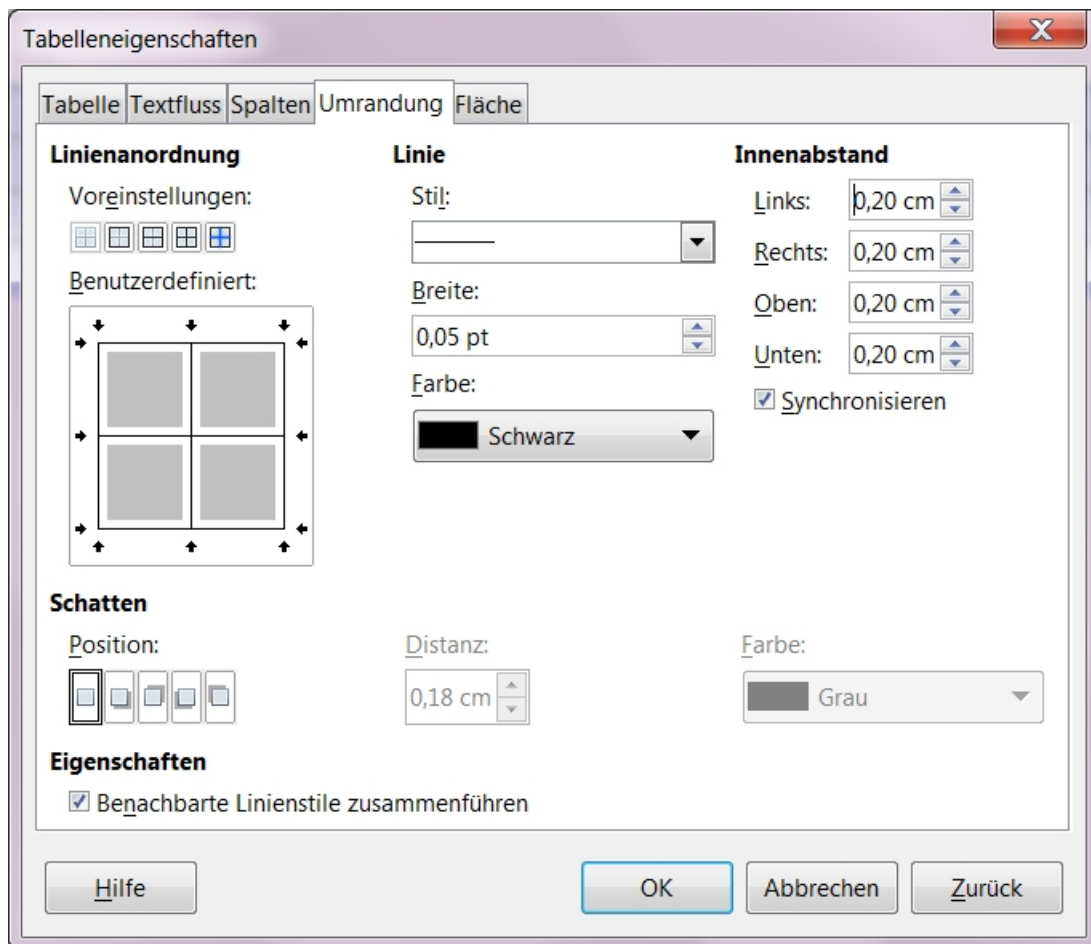 Tabelleneigenschaften
X
Tabelle Textfluss Spalten Umrandung Fläche
Linienanordnung
Voreinstellungen:
Benutzerdefiniert:
Linie
Stil:
Breite:
0,05 pt
Farbe:
Schwarz
Innenabstand
Links: 0,20 cm
Rechts: 0,20 cm
Oben: 0,20 cm
Unten: 0,20 cm
Synchronisieren
Schatten
Position:
Distanz:
0,18 cm
Farbe:
Grau
Eigenschaften
Benachbarte Linienstile zusammenführen
Hilfe OK Abbrechen Zurück